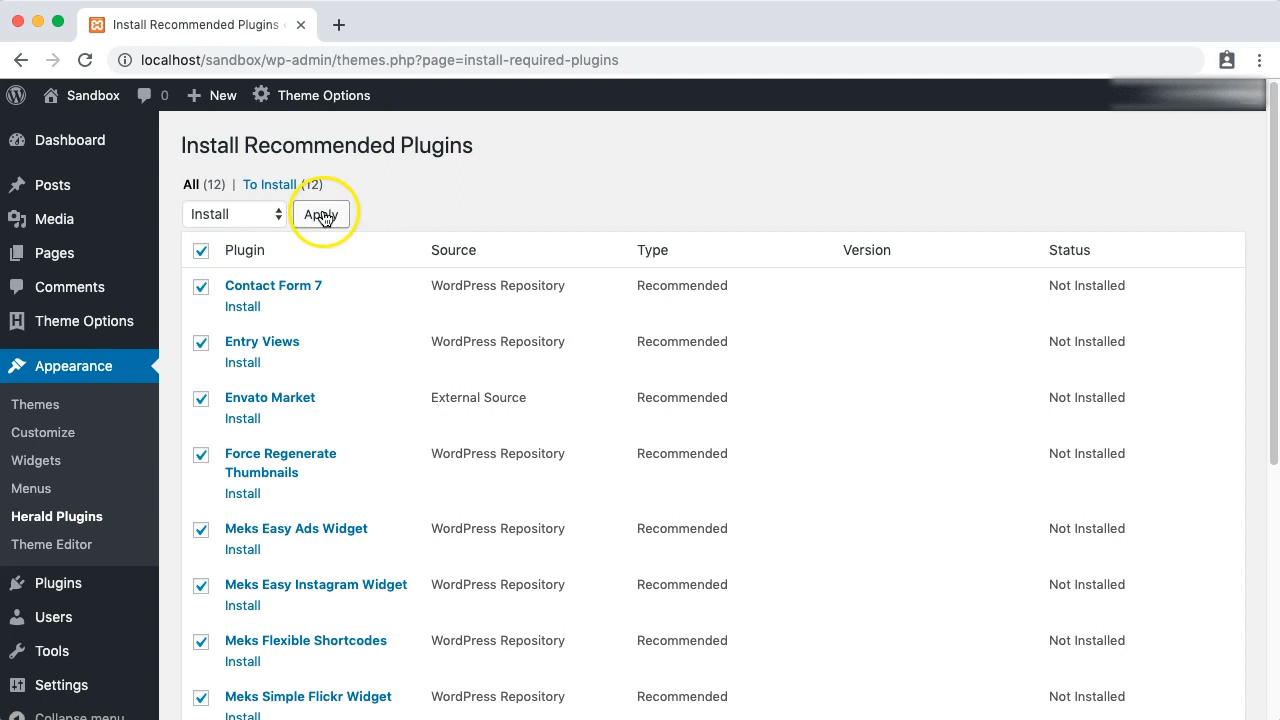 Install Recommended Plugins
localhost/sandbox/wp-admin/themes.php?page=install-required-plugins
Sandbox 0 New Theme Options
Dashboard
Posts
Media
Pages
Comments
Theme Options
Appearance
Themes
Customize
Widgets
Menus
Herald Plugins
Theme Editor
Plugins
Users
Tools
Settings
Collapse menu
Install Recommended Plugins
All (12) | To Install (12)
Install Apply
Plugin Source Type Version Status
Contact Form 7 WordPress Repository Recommended Not Installed
Install
Entry Views WordPress Repository Recommended Not Installed
Install
Envato Market External Source Recommended Not Installed
Install
Force Regenerate WordPress Repository Recommended Not Installed
Thumbnails
Install
Meks Easy Ads Widget WordPress Repository Recommended Not Installed
Install
Meks Easy Instagram Widget WordPress Repository Recommended Not Installed
Install
Meks Flexible Shortcodes WordPress Repository Recommended Not Installed
Install
Meks Simple Flickr Widget WordPress Repository Recommended Not Installed
Install